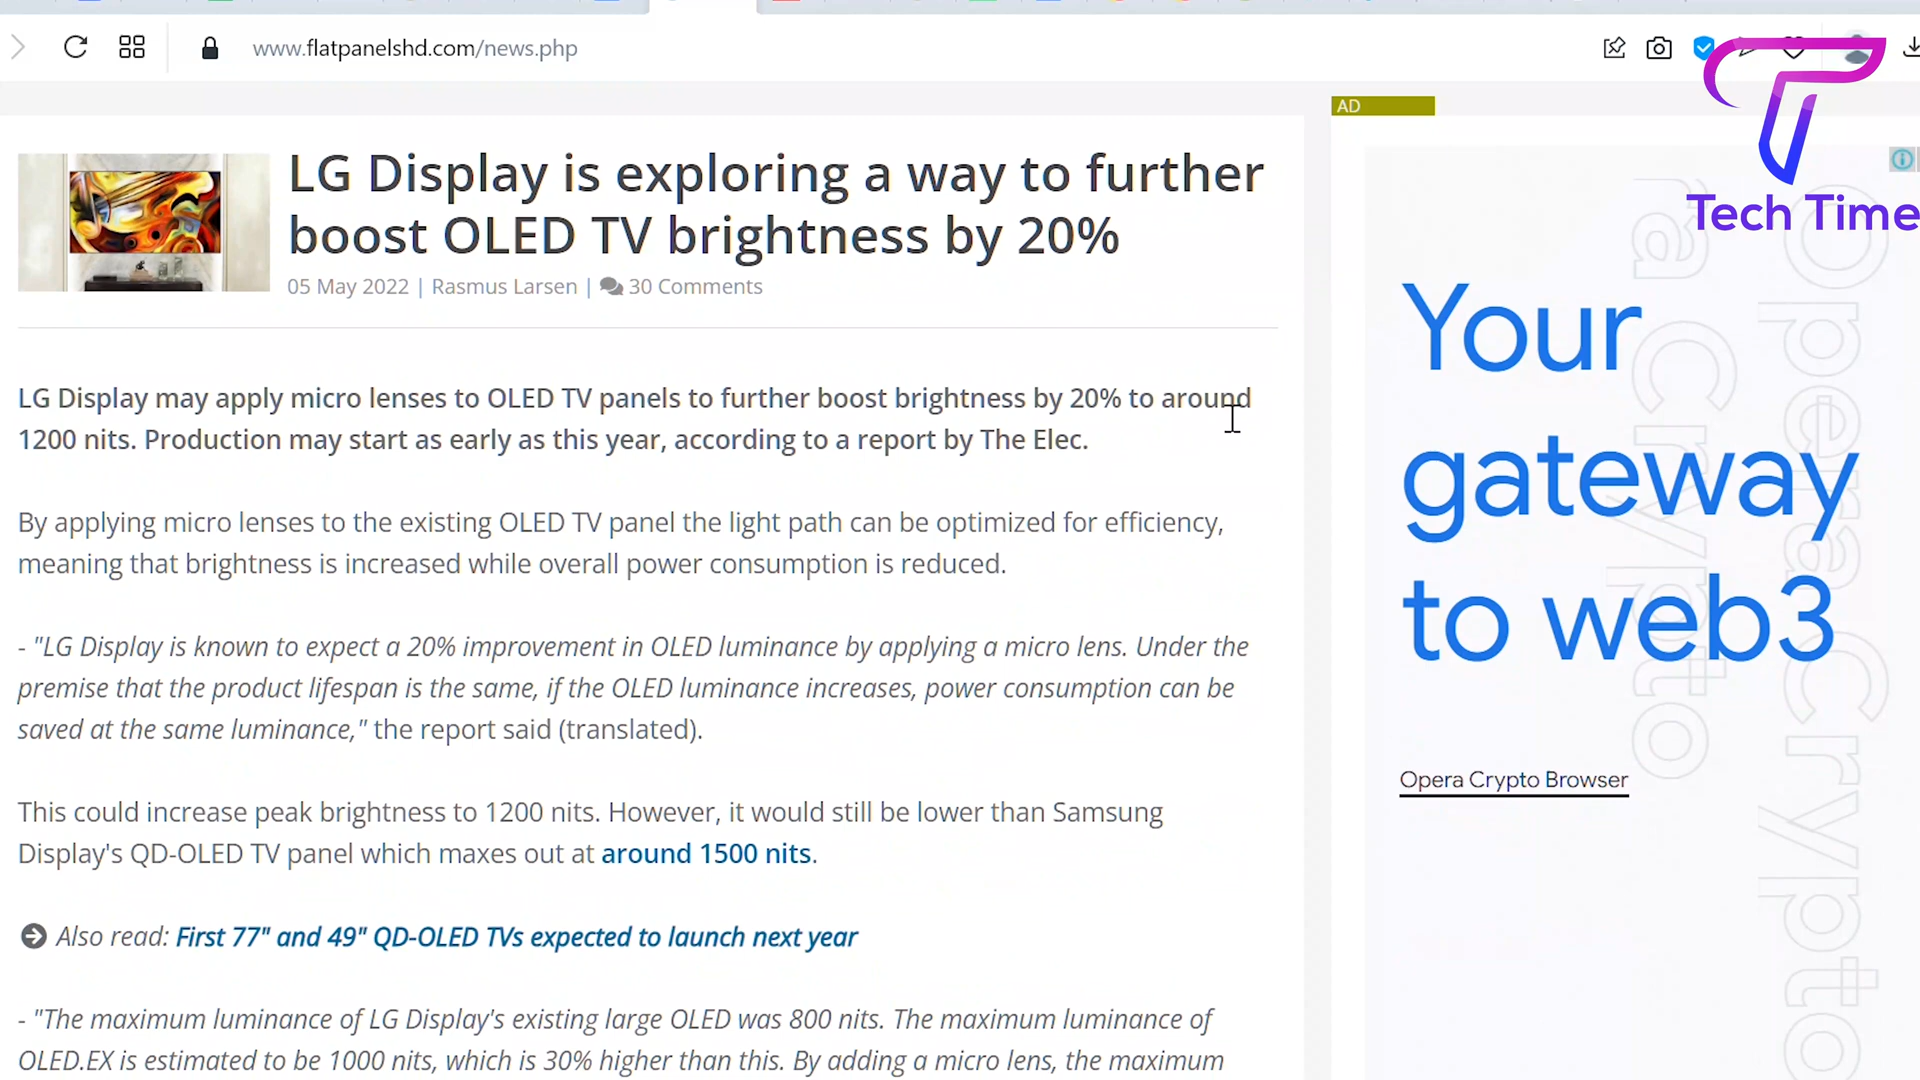 www.flatpanelshd.com/news.php
AD
LG Display is exploring a way to further
boost OLED TV brightness by 20%
05 May 2022 | Rasmus Larsen | 30 Comments
LG Display may apply micro lenses to OLED TV panels to further boost brightness by 20% to around
1200 nits. Production may start as early as this year, according to a report by The Elec.
By applying micro lenses to the existing OLED TV panel the light path can be optimized for efficiency,
meaning that brightness is increased while overall power consumption is reduced.
- "LG Display is known to expect a 20% improvement in OLED luminance by applying a micro lens. Under the
premise that the product lifespan is the same, if the OLED luminance increases, power consumption can be
saved at the same luminance," the report said (translated).
This could increase peak brightness to 1200 nits. However, it would still be lower than Samsung
Display's QD-OLED TV panel which maxes out at around 1500 nits.
Also read: First 77" and 49" QD-OLED TVs expected to launch next year
- "The maximum luminance of LG Display's existing large OLED was 800 nits. The maximum luminance of
OLED.EX is estimated to be 1000 nits, which is 30% higher than this. By adding a micro lens, the maximum
Tech Time
Your
gateway
to web3
Opera Crypto Browser
Opera Crypto
a Crypto